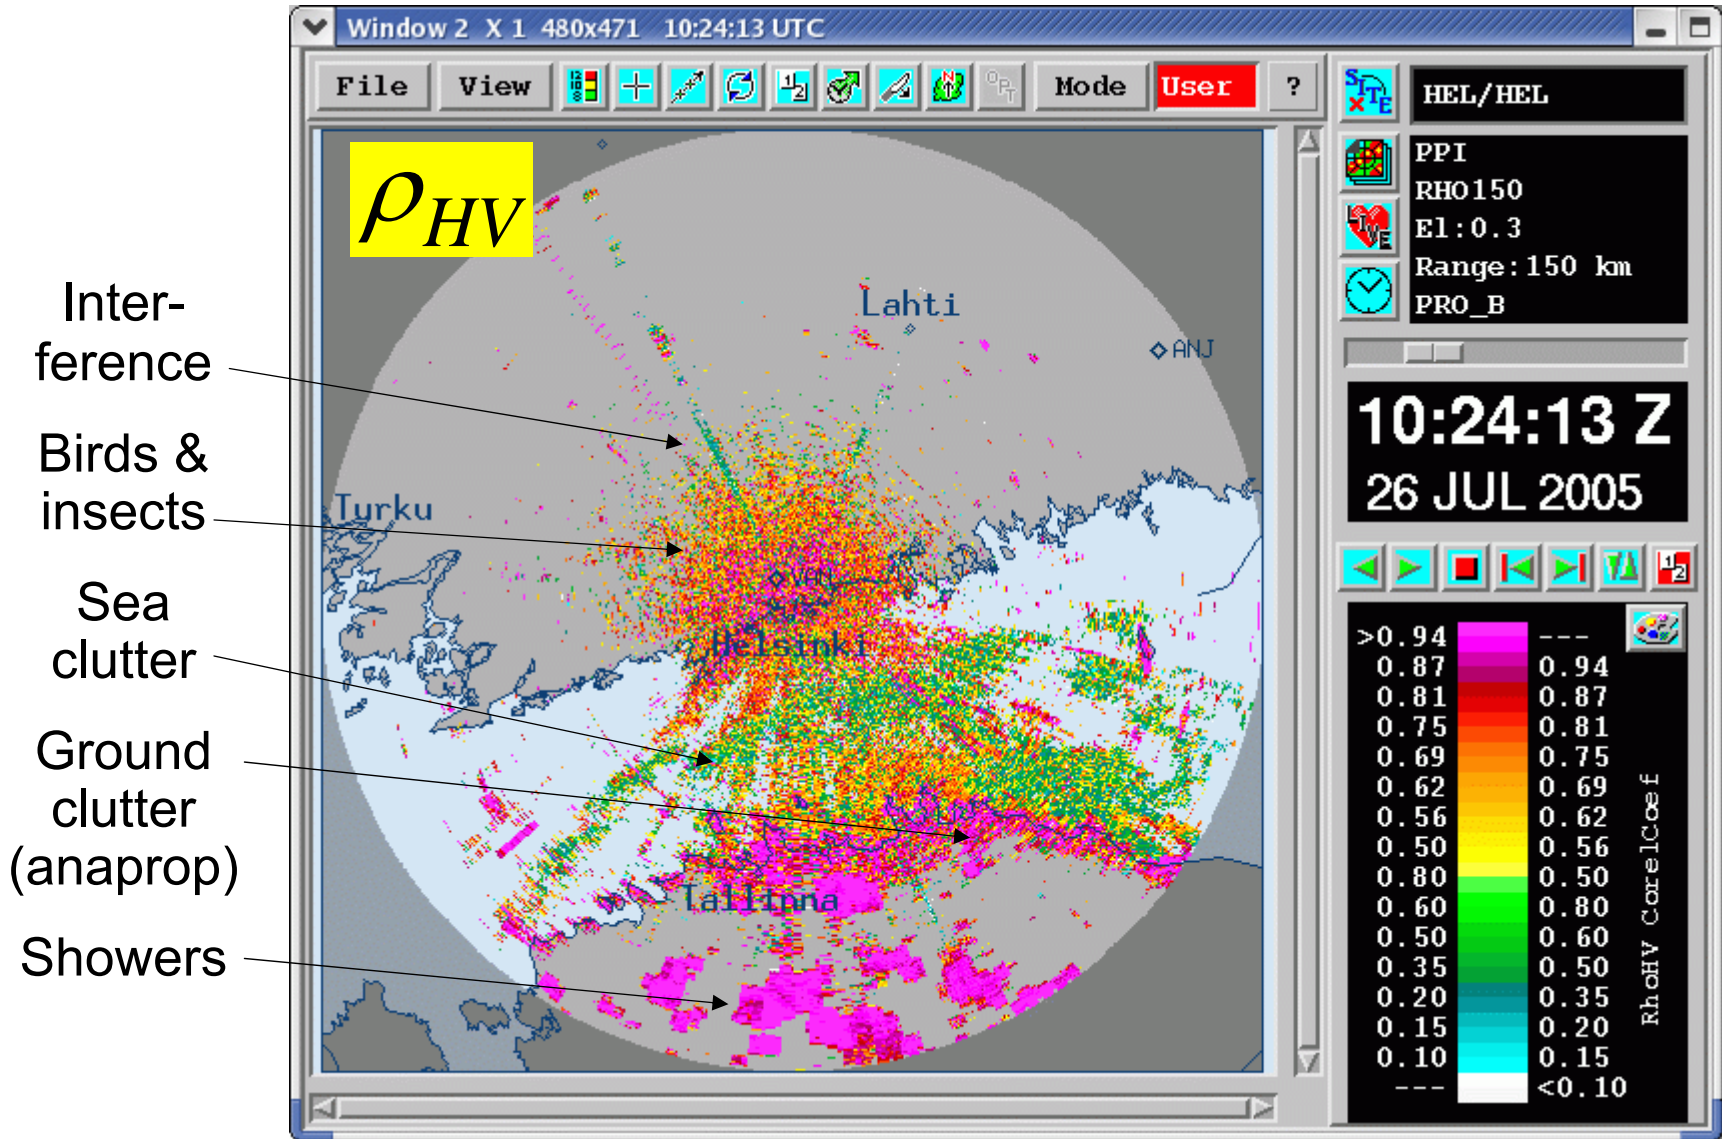 Window 2 X 1 480x471 10:24:13 UTC
File View Mode User ?
SITE
HEL/HEL
PPI
RHO150
El:0.3
Range:150 km
PRO_B
LIVE
OPT
N
ρHV
Inter-
ference
Birds &
insects
Sea
clutter
Ground
clutter
(anaprop)
Showers
Lahti
ANJ
Turku
VAN
Helsinki
Tallinna
10:24:13 Z
26 JUL 2005
>0.94 ---
0.87 0.94
0.81 0.87
0.75 0.81
0.69 0.75
0.62 0.69
0.56 0.62
0.50 0.56
0.80 0.50
0.60 0.80
0.50 0.60
0.35 0.50
0.20 0.35
0.15 0.20
0.10 0.15
--- <0.10
RhoHV CorelCoef